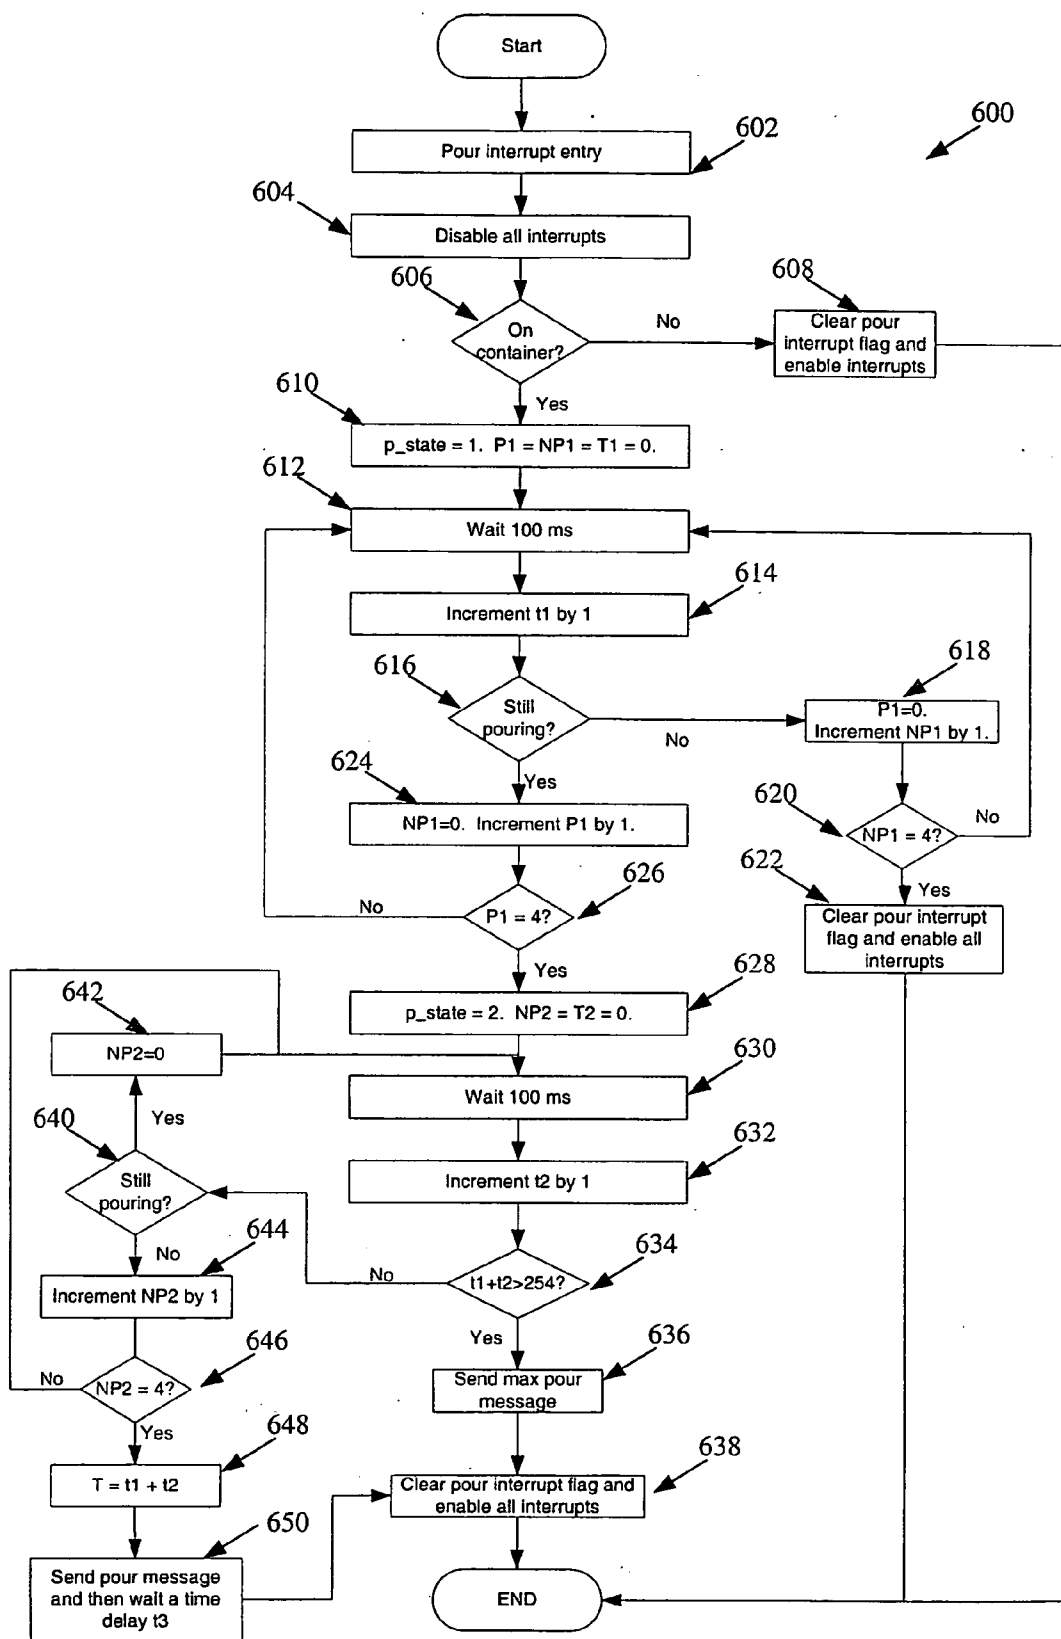 Start
600
602
Pour interrupt entry
604
Disable all interrupts
606
608
On
container?
No
Clear pour
interrupt flag and
enable interrupts
Yes
610
p_state = 1. P1 = NP1 = T1 = 0.
612
Wait 100 ms
614
Increment t1 by 1
616
Still
pouring?
No
618
P1=0.
Increment NP1 by 1.
Yes
624
NP1=0. Increment P1 by 1.
620
NP1 = 4?
No
622
Yes
626
P1 = 4?
No
Clear pour interrupt
flag and enable all
interrupts
Yes
628
p_state = 2. NP2 = T2 = 0.
642
NP2=0
630
Wait 100 ms
Yes
640
632
Increment t2 by 1
Still
pouring?
No
644
634
t1+t2>254?
No
Increment NP2 by 1
Yes
636
646
NP2 = 4?
No
Send max pour
message
Yes
648
T = t1 + t2
638
Clear pour interrupt flag and
enable all interrupts
650
Send pour message
and then wait a time
delay t3
END